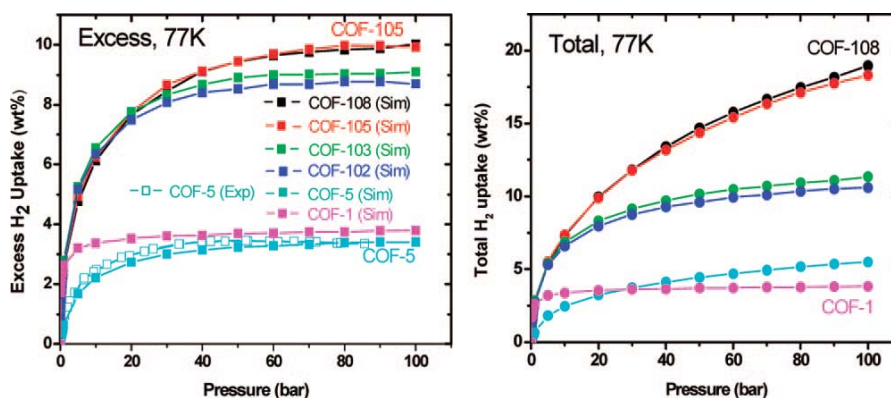 Excess, 77K
COF-105
Excess H2 Uptake (wt%)
10
8
6
4
2
0
COF-108 (Sim)
COF-105 (Sim)
COF-103 (Sim)
COF-102 (Sim)
COF-5 (Exp)
COF-5 (Sim)
COF-1 (Sim)
COF-5
0 20 40 60 80 100
Pressure (bar)
Total, 77K
COF-108
Total H2 uptake (wt%)
20
15
10
5
0
COF-1
0 20 40 60 80 100
Pressure (bar)